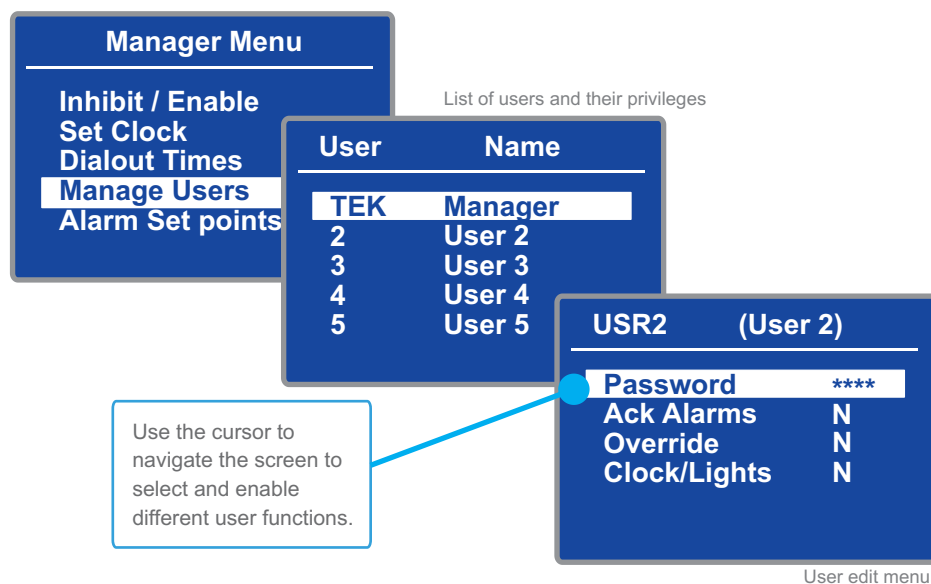 Manager Menu
Inhibit / Enable
Set Clock
Dialout Times
Manage Users
Alarm Set points
List of users and their privileges
User Name
TEK Manager
2 User 2
3 User 3
4 User 4
5 User 5
USR2 (User 2)
Password ****
Ack Alarms N
Override N
Clock/Lights N
Use the cursor to
navigate the screen to
select and enable
different user functions.
User edit menu